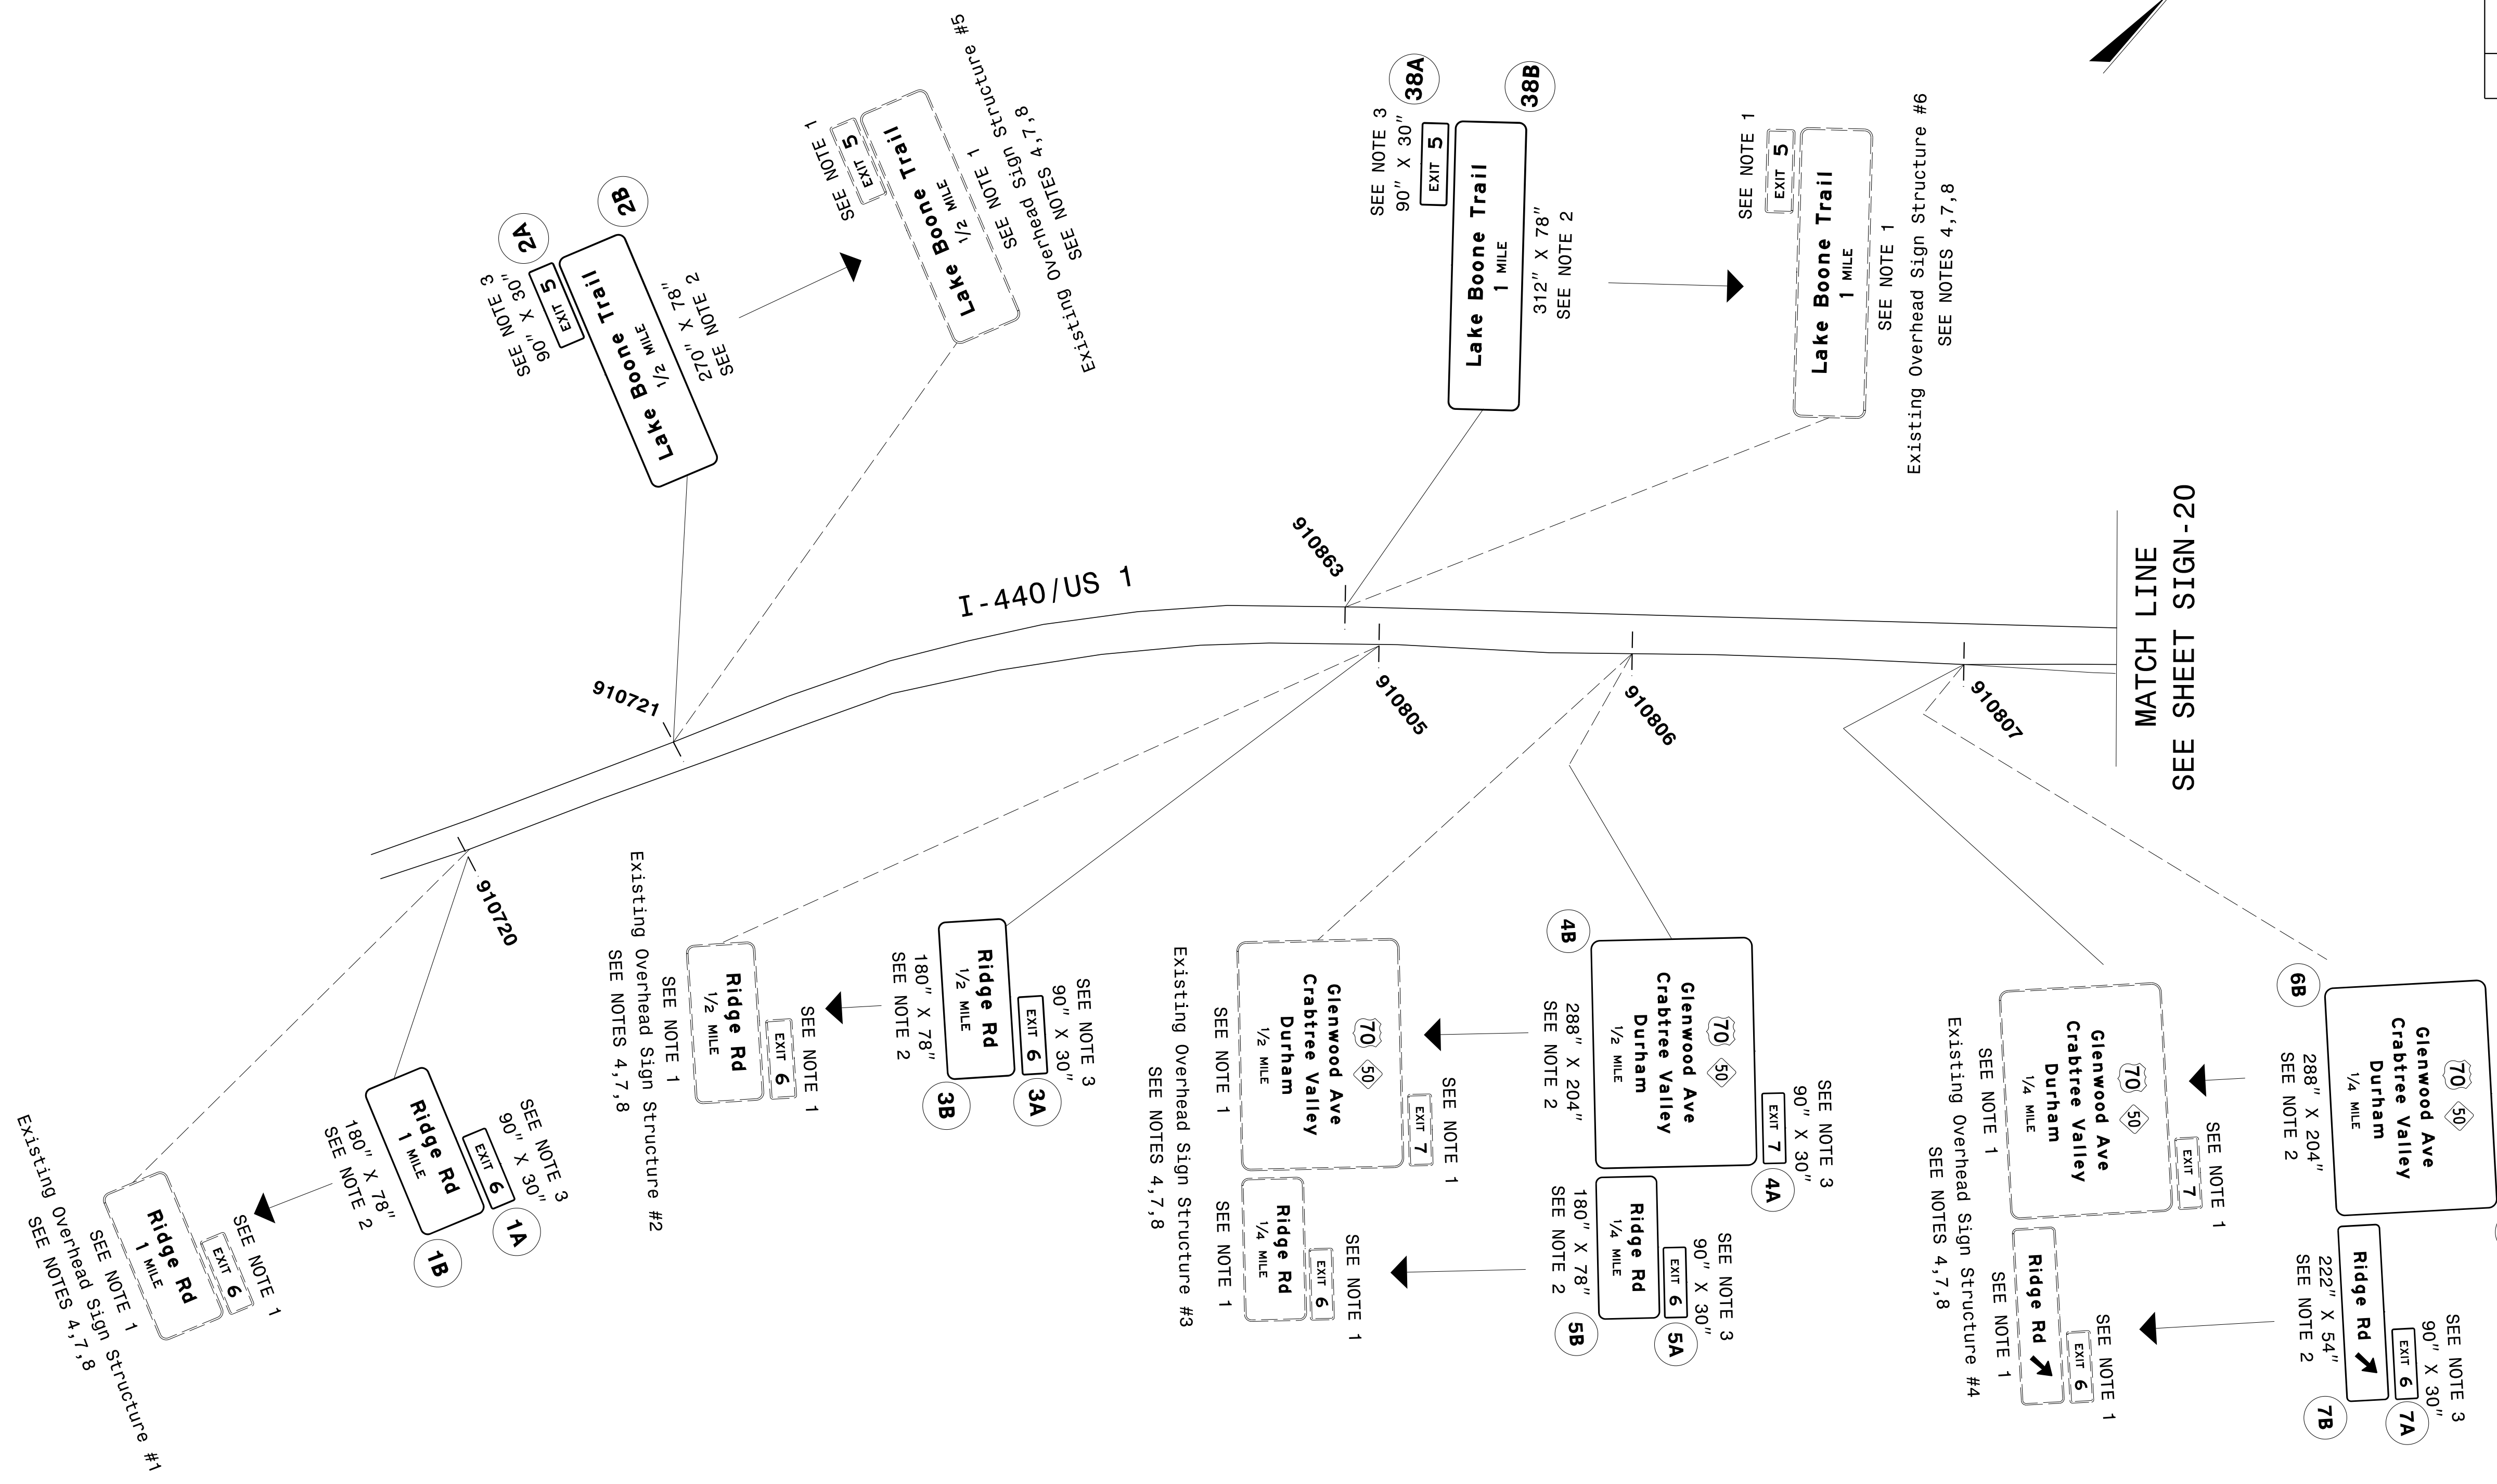 Existing Overhead Sign Structure #5
SEE NOTES 4,7,8
SEE NOTE 1
EXIT 5
Lake Boone Trail
1/2 MILE
SEE NOTE 1
2A
2B
SEE NOTE 3
90" X 30"
EXIT 5
Lake Boone Trail
1/2 MILE
270" X 78"
SEE NOTE 2
38A
38B
SEE NOTE 3
90" X 30"
EXIT 5
Lake Boone Trail
1 MILE
312" X 78"
SEE NOTE 2
SEE NOTE 1
EXIT 5
Lake Boone Trail
1 MILE
SEE NOTE 1
Existing Overhead Sign Structure #6
SEE NOTES 4,7,8
910863
I-440/US 1
910721
910720
910805
910806
910807
MATCH LINE
SEE SHEET SIGN-20
SEE NOTE 3
90" X 30"
EXIT 6
1A
Ridge Rd
1 MILE
1B
180" X 78"
SEE NOTE 2
SEE NOTE 1
EXIT 6
Ridge Rd
1 MILE
SEE NOTE 1
Existing Overhead Sign Structure #1
SEE NOTES 4,7,8
SEE NOTE 3
90" X 30"
EXIT 6
3A
Ridge Rd
1/2 MILE
3B
180" X 78"
SEE NOTE 2
SEE NOTE 1
EXIT 6
Ridge Rd
1/2 MILE
SEE NOTE 1
Existing Overhead Sign Structure #2
SEE NOTES 4,7,8
SEE NOTE 3
90" X 30"
EXIT 7
4A
4B
70 50
Glenwood Ave
Crabtree Valley
Durham
1/2 MILE
288" X 204"
SEE NOTE 2
SEE NOTE 3
90" X 30"
EXIT 6
5A
Ridge Rd
1/4 MILE
5B
180" X 78"
SEE NOTE 2
SEE NOTE 1
EXIT 7
70 50
Glenwood Ave
Crabtree Valley
Durham
1/2 MILE
SEE NOTE 1
SEE NOTE 1
EXIT 6
Ridge Rd
1/4 MILE
SEE NOTE 1
Existing Overhead Sign Structure #3
SEE NOTES 4,7,8
6B
70 50
Glenwood Ave
Crabtree Valley
Durham
1/4 MILE
288" X 204"
SEE NOTE 2
SEE NOTE 3
90" X 30"
EXIT 6
7A
Ridge Rd
7B
222" X 54"
SEE NOTE 2
SEE NOTE 1
EXIT 7
70 50
Glenwood Ave
Crabtree Valley
Durham
1/4 MILE
SEE NOTE 1
SEE NOTE 1
EXIT 6
Ridge Rd
SEE NOTE 1
Existing Overhead Sign Structure #4
SEE NOTES 4,7,8